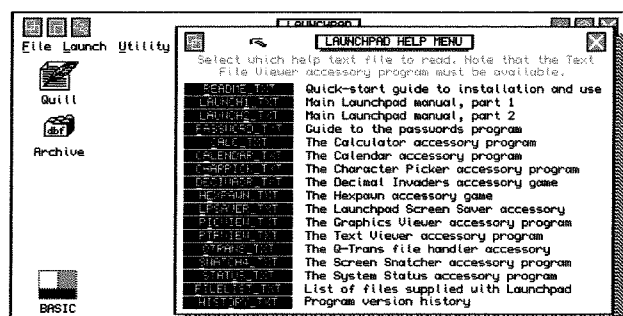 LAUNCHPAD
File Launch Utility
Quill
dbf
Archive
BASIC
LAUNCHPAD HELP MENU
Select which help text file to read. Note that the Text
File Viewer accessory program must be available.
README_TXT Quick-start guide to installation and use
LAUNCH1_TXT Main Launchpad manual, part 1
LAUNCH2_TXT Main Launchpad manual, part 2
PASSWORD_TXT Guide to the passwords program
CALC_TXT The Calculator accessory program
CALENDAR_TXT The Calendar accessory program
CHARPICK_TXT The Character Picker accessory program
The Decimal Invaders accessory game
HEXPAWN_TXT The Hexpawn accessory game
LPSAVER_TXT The Launchpad Screen Saver accessory
PICVIEW_TXT The Graphics Viewer accessory program
The Text Viewer accessory program
QTRANS_TXT The Q-Trans file handler accessory
The Screen Snatcher accessory program
STATUS_TXT The System Status accessory program
FILELIST_TXT List of files supplied with Launchpad
HISTORY_TXT Program version history